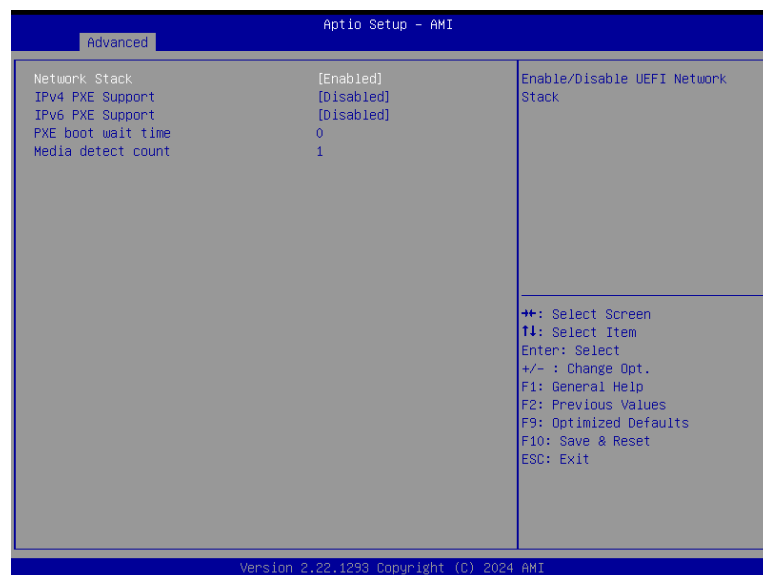 Aptio Setup – AMI
Advanced
Network Stack [Enabled]
IPv4 PXE Support [Disabled]
IPv6 PXE Support [Disabled]
PXE boot wait time 0
Media detect count 1
Enable/Disable UEFI Network
Stack
→←: Select Screen
↑↓: Select Item
Enter: Select
+/- : Change Opt.
F1: General Help
F2: Previous Values
F9: Optimized Defaults
F10: Save & Reset
ESC: Exit
Version 2.22.1293 Copyright (C) 2024 AMI